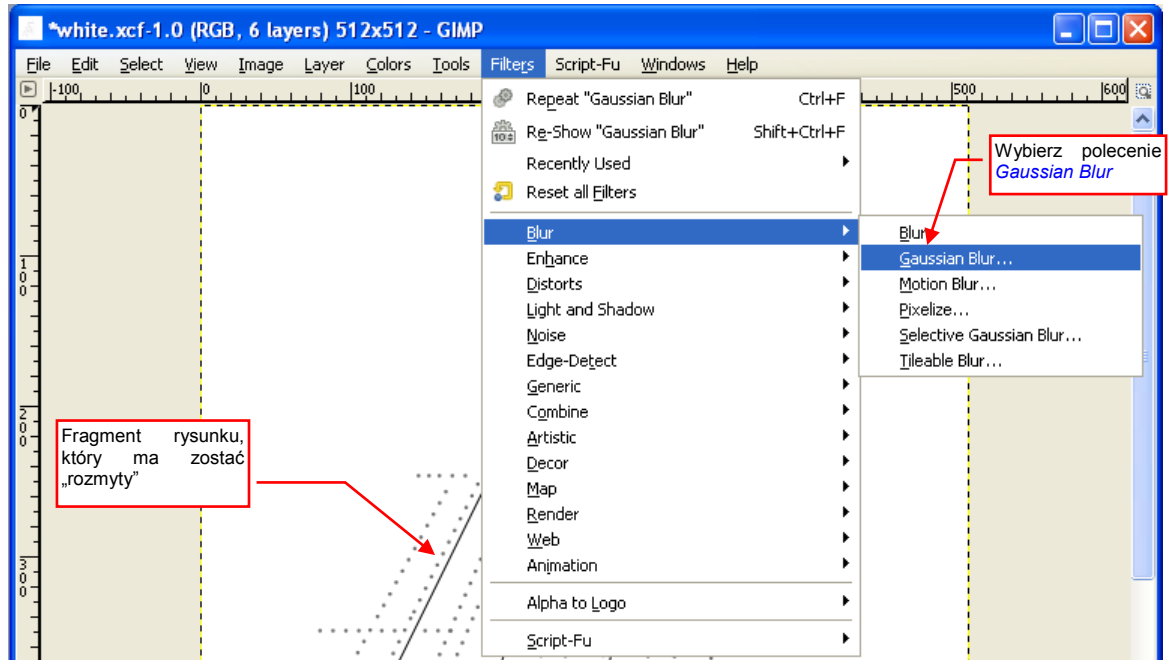 *white.xcf-1.0 (RGB, 6 layers) 512x512 - GIMP
File Edit Select View Image Layer Colors Tools Filters Script-Fu Windows Help
-100 0 100 500 600
0
100
200
300
Repeat "Gaussian Blur" Ctrl+F
Re-Show "Gaussian Blur" Shift+Ctrl+F
Recently Used
Reset all Filters
Blur
Enhance
Distorts
Light and Shadow
Noise
Edge-Detect
Generic
Combine
Artistic
Decor
Map
Render
Web
Animation
Alpha to Logo
Script-Fu
Wybierz polecenie
Gaussian Blur
Blur
Gaussian Blur...
Motion Blur...
Pixelize...
Selective Gaussian Blur...
Tileable Blur...
Fragment rysunku,
który ma zostać
„rozmyty”